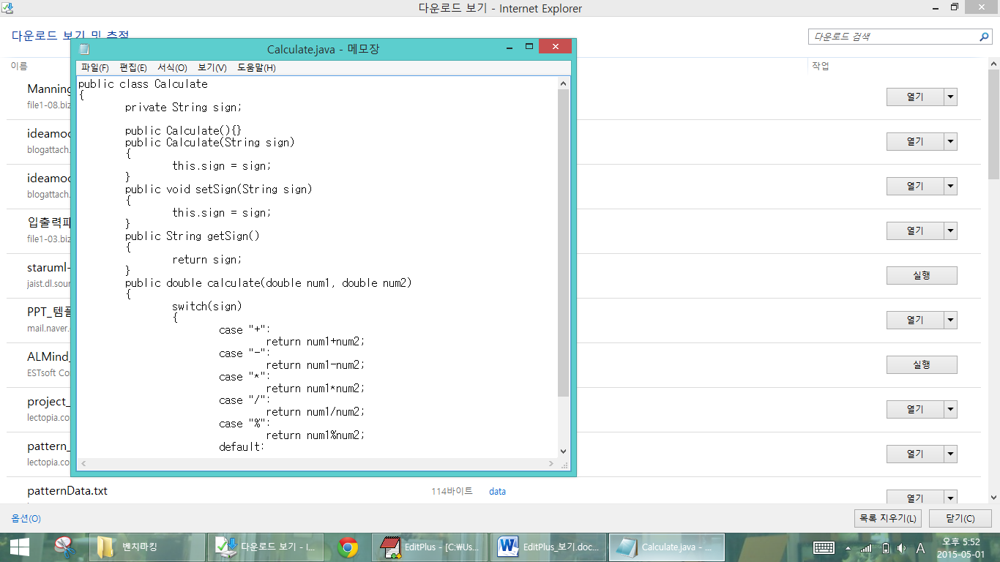 다운로드 보기 - Internet Explorer
다운로드 보기 및 추적
다운로드 검색
Calculate.java - 메모장
파일(F) 편집(E) 서식(O) 보기(V) 도움말(H)
이름
작업
public class Calculate
{
private String sign;
public Calculate(){}
public Calculate(String sign)
{
this.sign = sign;
}
public void setSign(String sign)
{
this.sign = sign;
}
public String getSign()
{
return sign;
}
public double calculate(double num1, double num2)
{
switch(sign)
{
case "+":
return num1+num2;
case "-":
return num1-num2;
case "*":
return num1*num2;
case "/":
return num1/num2;
case "%":
return num1%num2;
default:
Manning
file1-08.biz
열기
ideamoc
blogattach.
열기
ideamoc
blogattach.
열기
입출력
file1-03.biz
열기
staruml-
jaist.dl.sour
실행
PPT_템플
mail.naver.
열기
ALMind_
ESTsoft Co
실행
project_
lectopia.co
열기
pattern_
lectopia.co
열기
patternData.txt 114바이트 data
열기
옵션(O)
목록 지우기(L) 닫기(C)
벤치마킹
다운로드 보기 - I...
EditPlus - [C:₩Us...
EditPlus_보기.doc...
Calculate.java - ...
A
오후 5:52
2015-05-01